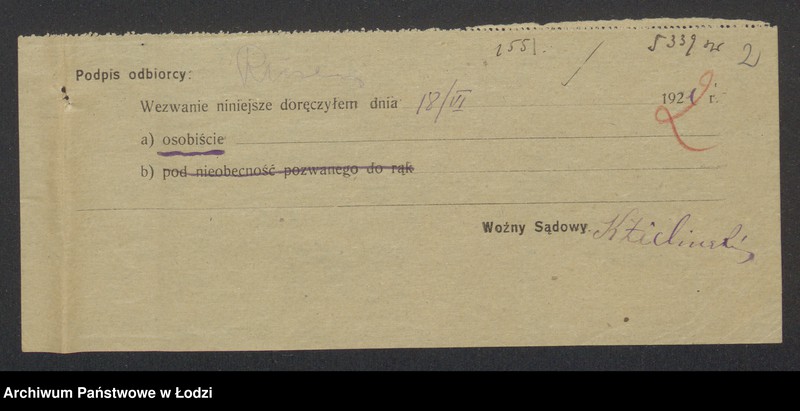 1551. / 5339 2
Podpis odbiorcy:
Wezwanie niniejsze doręczyłem dnia 18/VI 1921 r.
a) osobiście
b) pod nieobecność pozwanego do rąk
Woźny Sądowy.
Archiwum Państwowe w Łodzi